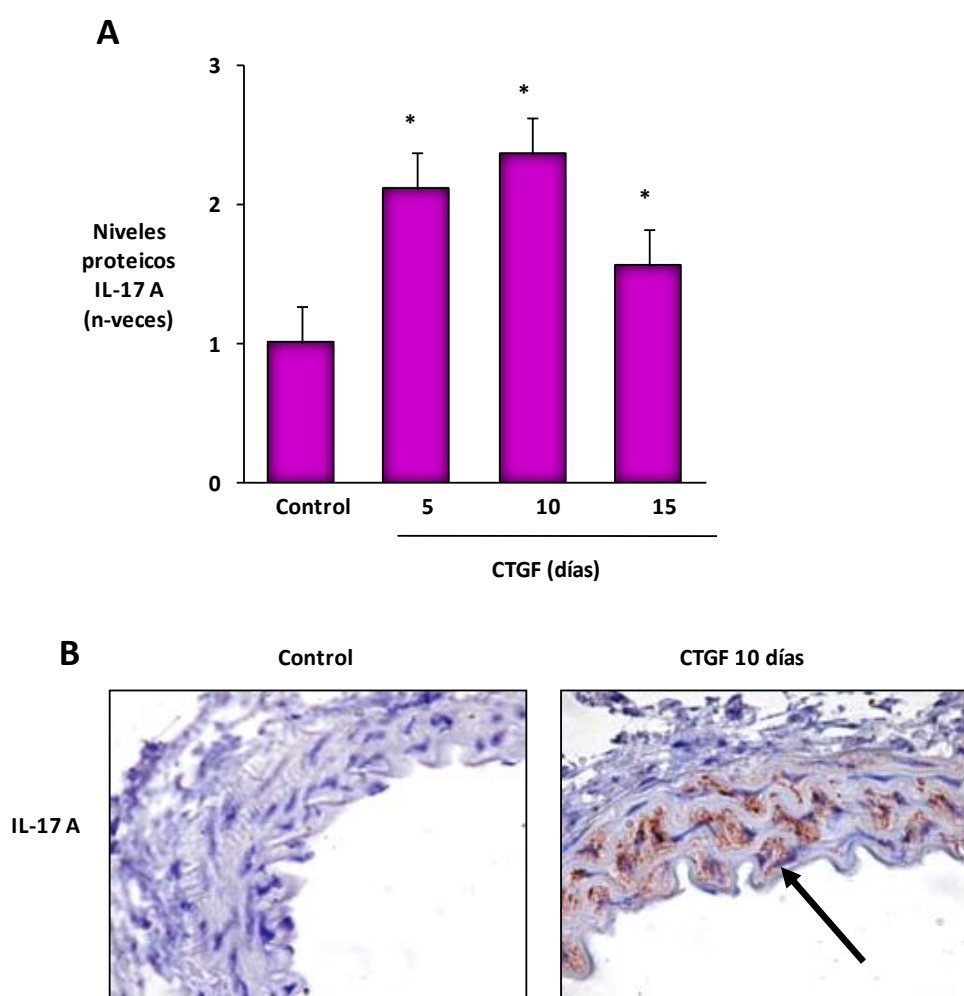 A
3
2
1
0
Niveles
proteicos
IL-17 A
(n-veces)
*
*
*
Control 5 10 15
CTGF (días)
B
Control CTGF 10 días
IL-17 A